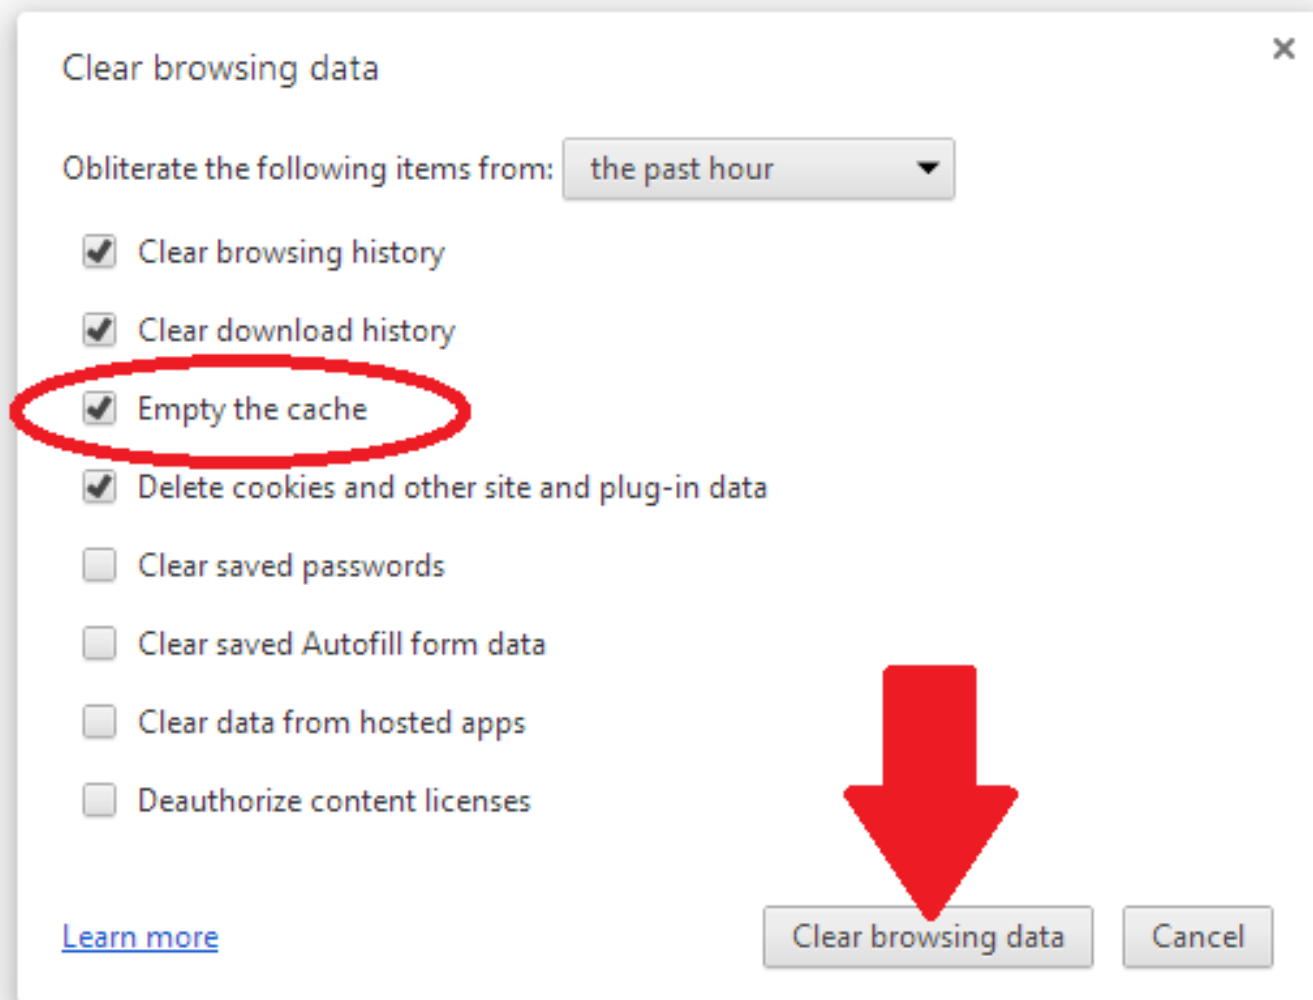 Clear browsing data
Obliterate the following items from: the past hour
Clear browsing history
Clear download history
Empty the cache
Delete cookies and other site and plug-in data
Clear saved passwords
Clear saved Autofill form data
Clear data from hosted apps
Deauthorize content licenses
Learn more Clear browsing data Cancel